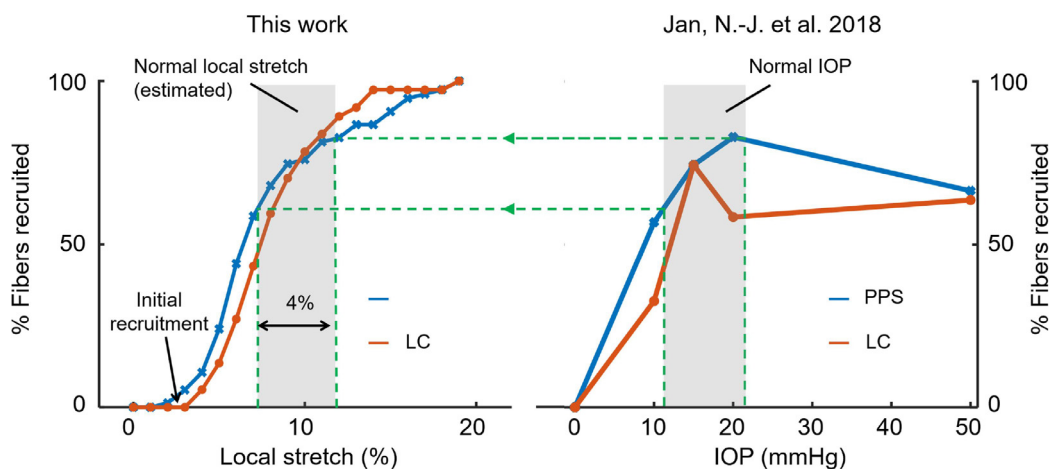 This work
Jan, N.-J. et al. 2018
Normal local stretch
(estimated)
Normal IOP
100
50
0
% Fibers recruited
Initial
recruitment
4%
LC
0
10
20
Local stretch (%)
PPS
LC
0
10
20
30
40
50
IOP (mmHg)
100
50
0
% Fibers recruited